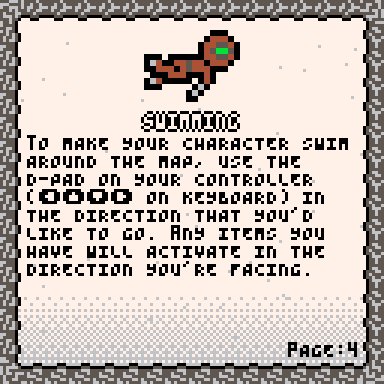 SWIMMING
TO MAKE YOUR CHARACTER SWIM
AROUND THE MAP, USE THE
D-PAD ON YOUR CONTROLLER
(⬅️⬆️⬇️➡️ ON KEYBOARD) IN
THE DIRECTION THAT YOU'D
LIKE TO GO. ANY ITEMS YOU
HAVE WILL ACTIVATE IN THE
DIRECTION YOU'RE FACING.
PAGE:4